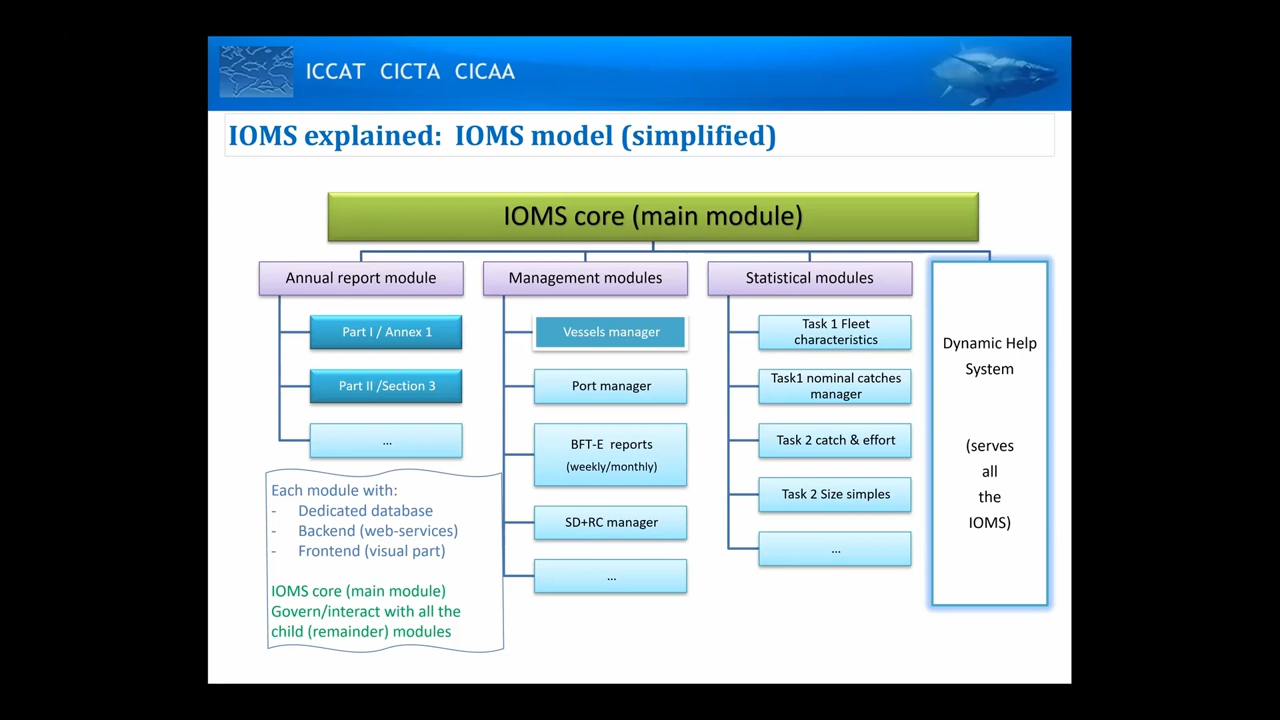 ICCAT CICTA CICAA
IOMS explained: IOMS model (simplified)
IOMS core (main module)
Annual report module
Part I / Annex 1
Part II /Section 3
...
Management modules
Vessels manager
Port manager
BFT-E reports
(weekly/monthly)
SD+RC manager
...
Statistical modules
Task 1 Fleet
characteristics
Task1 nominal catches
manager
Task 2 catch & effort
Task 2 Size simples
...
Dynamic Help
System
(serves
all
the
IOMS)
Each module with:
- Dedicated database
- Backend (web-services)
- Frontend (visual part)
IOMS core (main module)
Govern/interact with all the
child (remainder) modules